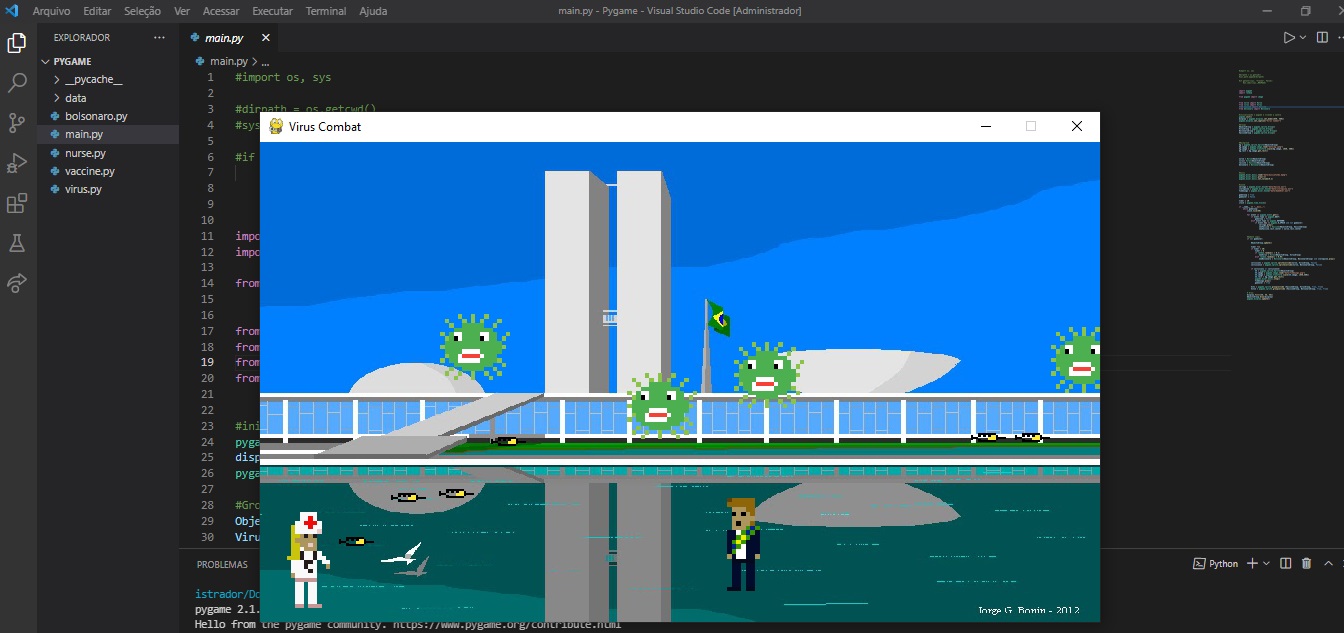 Arquivo Editar Seleção Ver Acessar Executar Terminal Ajuda main.py - Pygame - Visual Studio Code [Administrador]
EXPLORADOR ··· main.py
PYGAME
main.py > ...
__pycache__
data
bolsonaro.py
main.py
nurse.py
vaccine.py
virus.py
1 #import os, sys
2
3 #dirpath = os.getcwd()
4 #sys
5
6 #if
7
8
9
10
11 impo
12 impo
13
14 from
15
16
17 from
18 from
19 from
20 from
21
22
23 #ini
24 pyga
25 disp
26 pyga
27
28 #Gro
29 Obje
30 Viru
Virus Combat
Jorge G. Bonin - 2012
PROBLEMAS Python
istrador/Do
pygame 2.1.
Hello from the pygame community. https://www.pygame.org/contribute.html